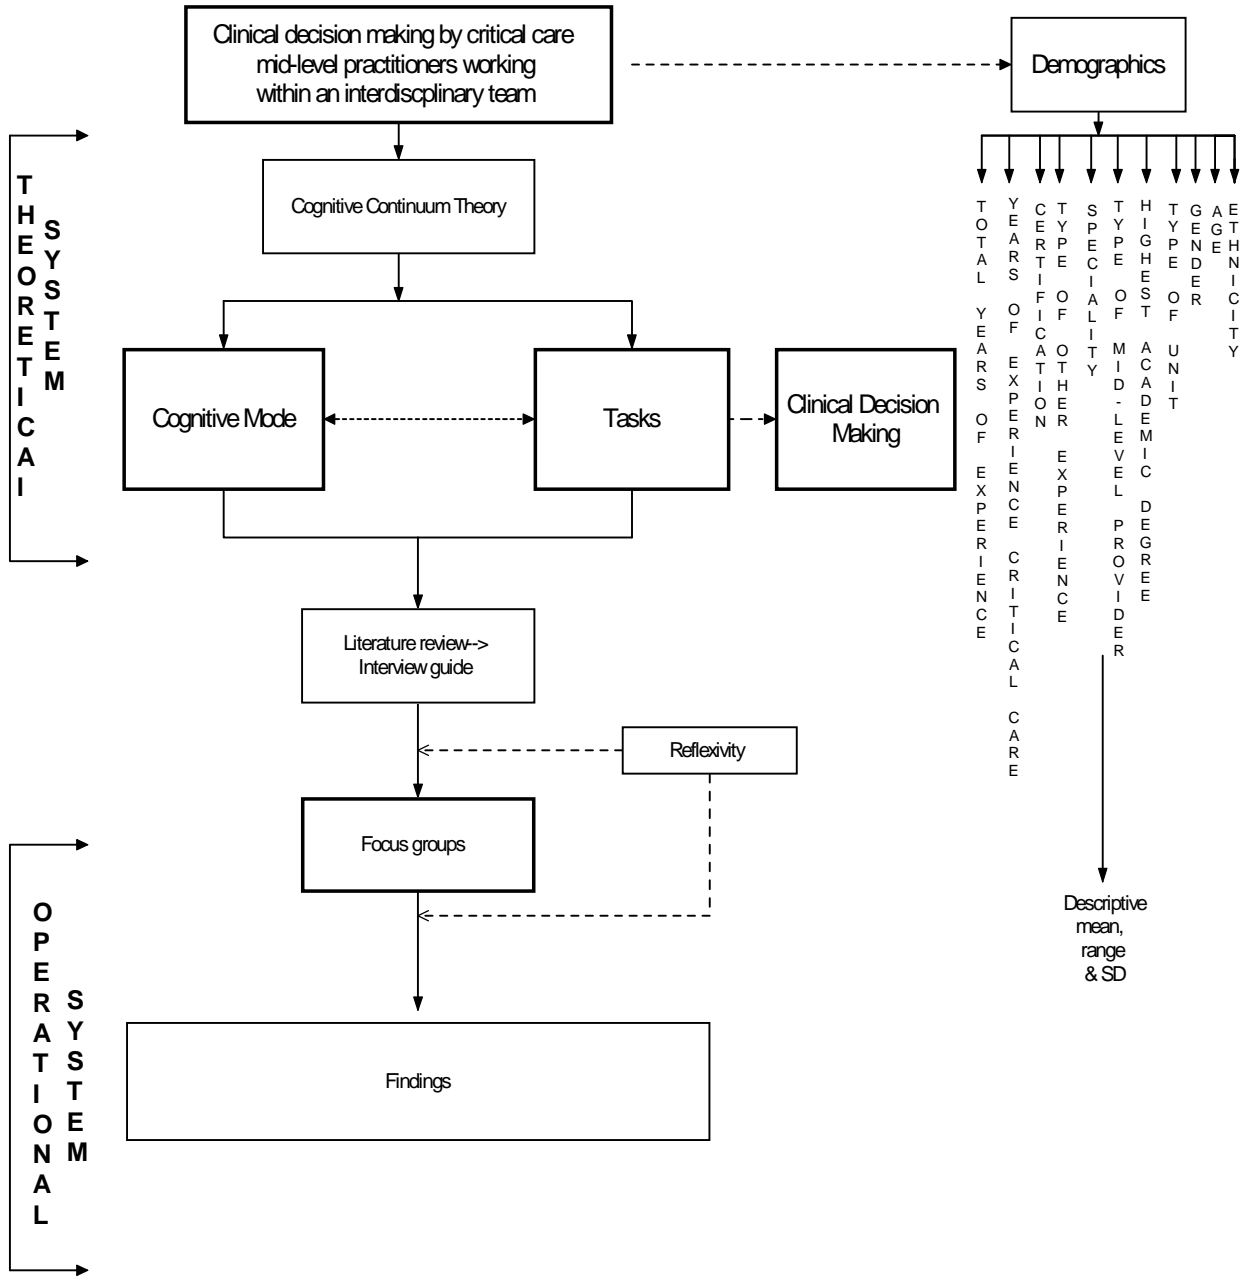 Clinical decision making by critical care
mid-level practitioners working
within an interdiscplinary team
Demographics
THEORETICAl
SYSTEM
Cognitive Continuum Theory
TOTAL YEARS OF EXPERIENCE
YEARS OF EXPERIENCE CRITICAL CARE
CERTIFICATION
TYPE OF OTHER EXPERIENCE
SPECIALITY
TYPE OF MID-LEVEL PROVIDER
HIGHEST ACADEMIC DEGREE
TYPE OF UNIT
GENDER
AGE
ETHNICITY
Cognitive Mode
Tasks
Clinical Decision
Making
Literature review-->
Interview guide
Reflexivity
Focus groups
Descriptive
mean,
range
& SD
OPERATIONAL
SYSTEM
Findings